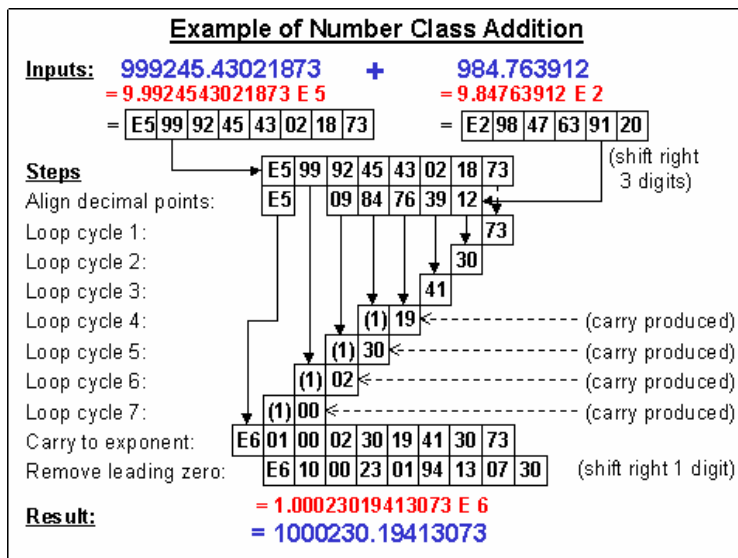 Example of Number Class Addition
Inputs: 999245.43021873 + 984.763912
= 9.9924543021873 E 5 = 9.84763912 E 2
= E5 99 92 45 43 02 18 73 = E2 98 47 63 91 20
(shift right
3 digits)
Steps E5 99 92 45 43 02 18 73
Align decimal points: E5 09 84 76 39 12
Loop cycle 1: 73
Loop cycle 2: 30
Loop cycle 3: 41
Loop cycle 4: (1) 19 (carry produced)
Loop cycle 5: (1) 30 (carry produced)
Loop cycle 6: (1) 02 (carry produced)
Loop cycle 7: (1) 00 (carry produced)
Carry to exponent: E6 01 00 02 30 19 41 30 73
Remove leading zero: E6 10 00 23 01 94 13 07 30 (shift right 1 digit)
Result: = 1.00023019413073 E 6
= 1000230.19413073